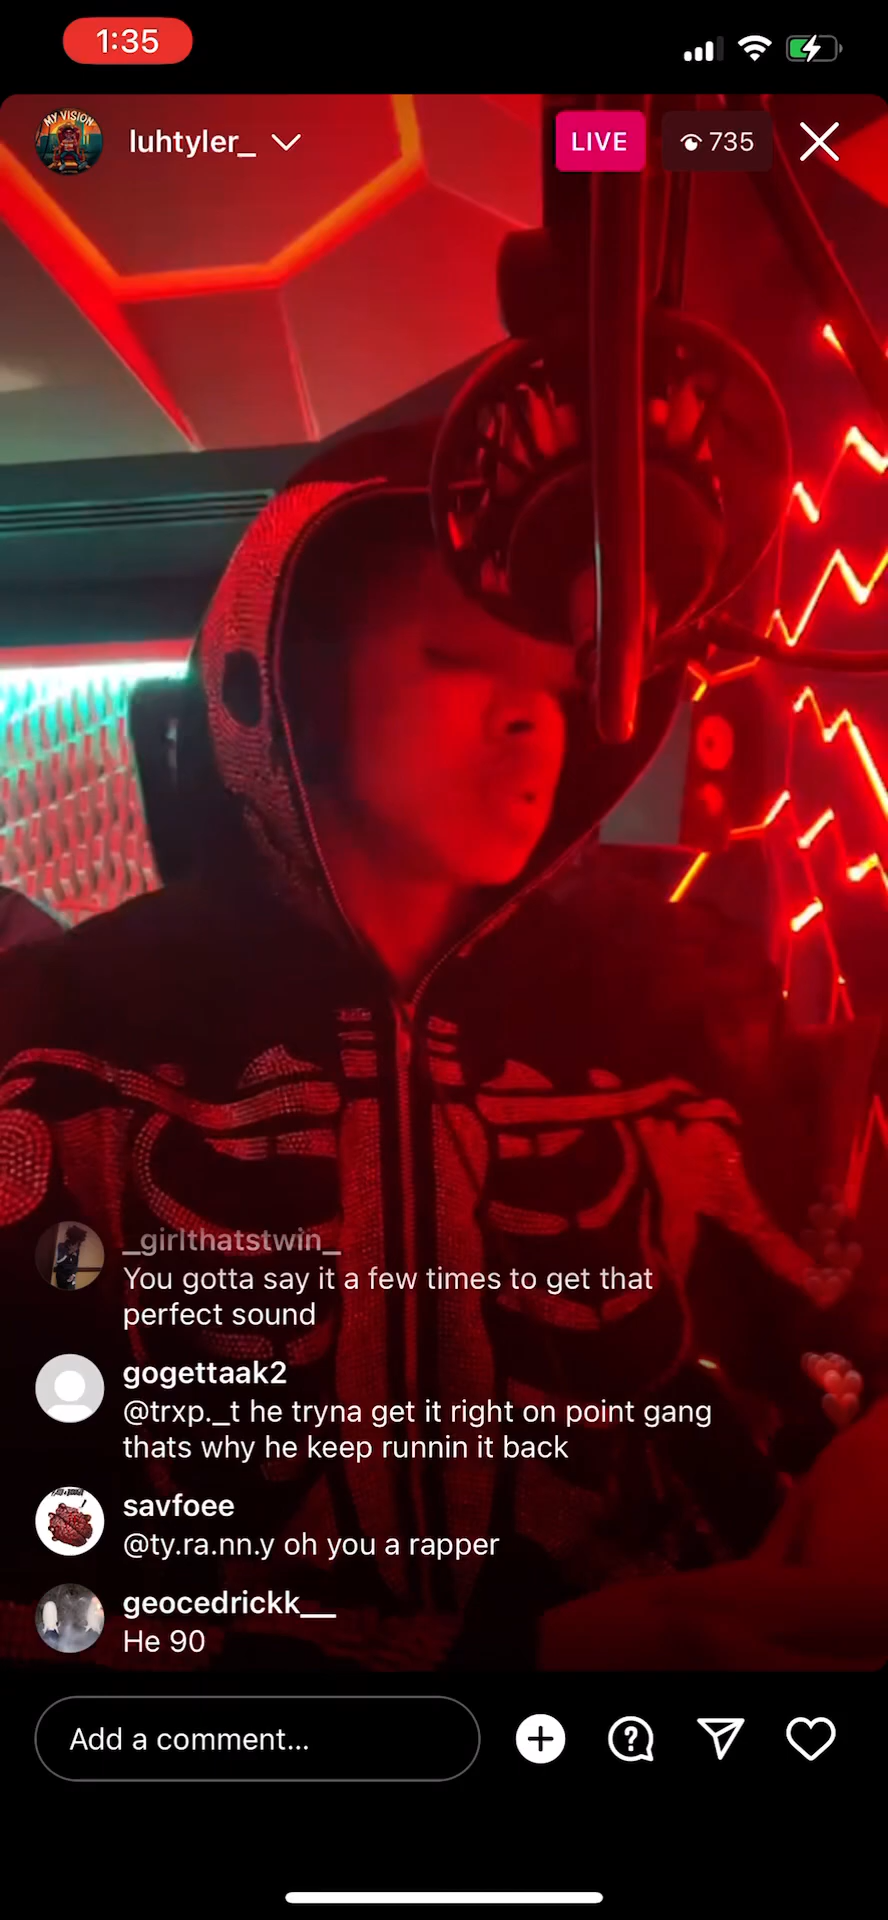 1:35
MY VISION
luhtyler_
LIVE
735
_girlthatstwin_
You gotta say it a few times to get that
perfect sound
gogettaak2
@trxp._t he tryna get it right on point gang
thats why he keep runnin it back
savfoee
@ty.ra.nn.y oh you a rapper
geocedrickk__
He 90
Add a comment...